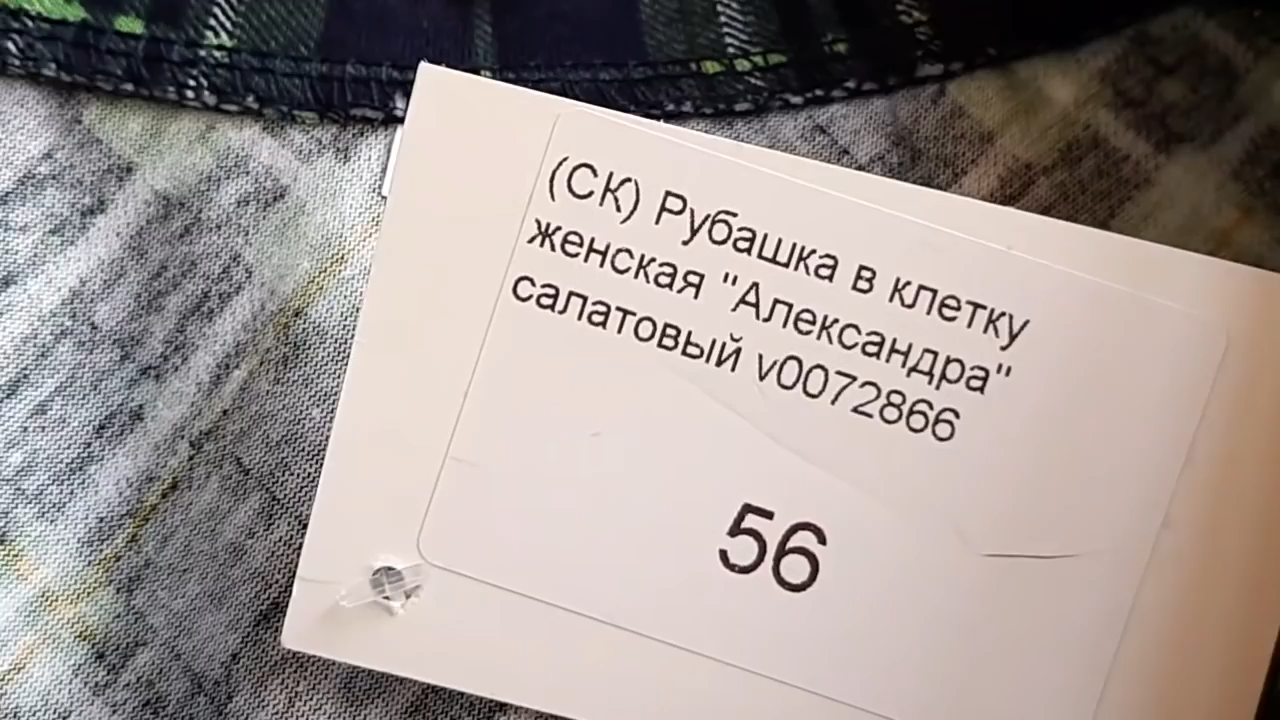 (СК) Рубашка в клетку
женская "Александра"
салатовый v0072866
56